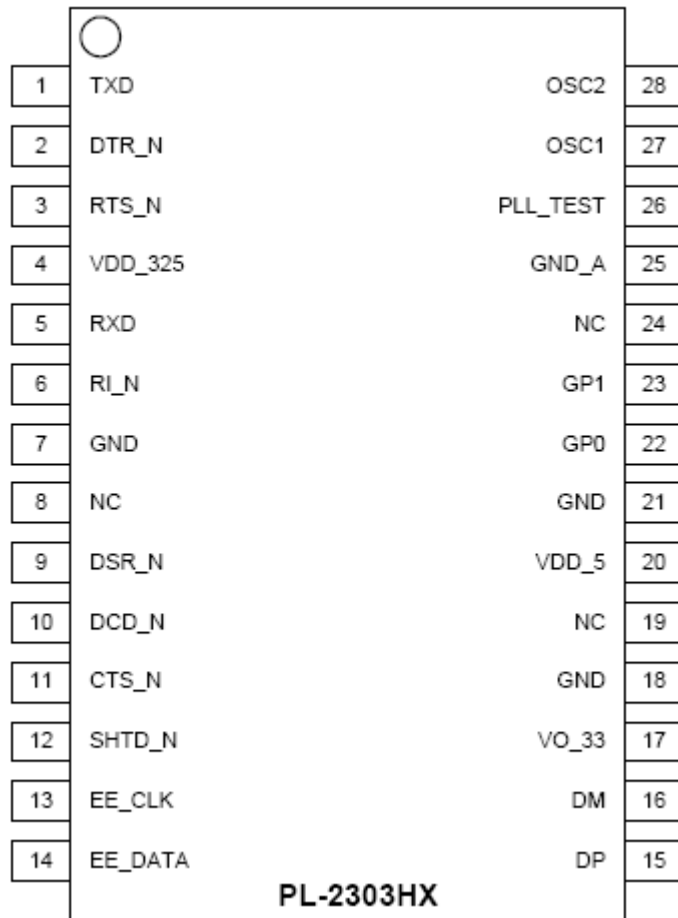 1 TXD OSC2 28
2 DTR_N OSC1 27
3 RTS_N PLL_TEST 26
4 VDD_325 GND_A 25
5 RXD NC 24
6 RI_N GP1 23
7 GND GP0 22
8 NC GND 21
9 DSR_N VDD_5 20
10 DCD_N NC 19
11 CTS_N GND 18
12 SHTD_N VO_33 17
13 EE_CLK DM 16
14 EE_DATA DP 15
PL-2303HX